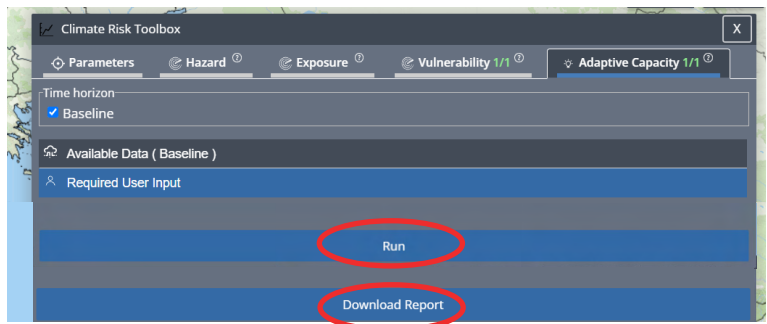 Climate Risk Toolbox X
Parameters Hazard ? Exposure ? Vulnerability 1/1 ? Adaptive Capacity 1/1 ?
Time horizon
Baseline
Available Data ( Baseline )
Required User Input
Run
Download Report